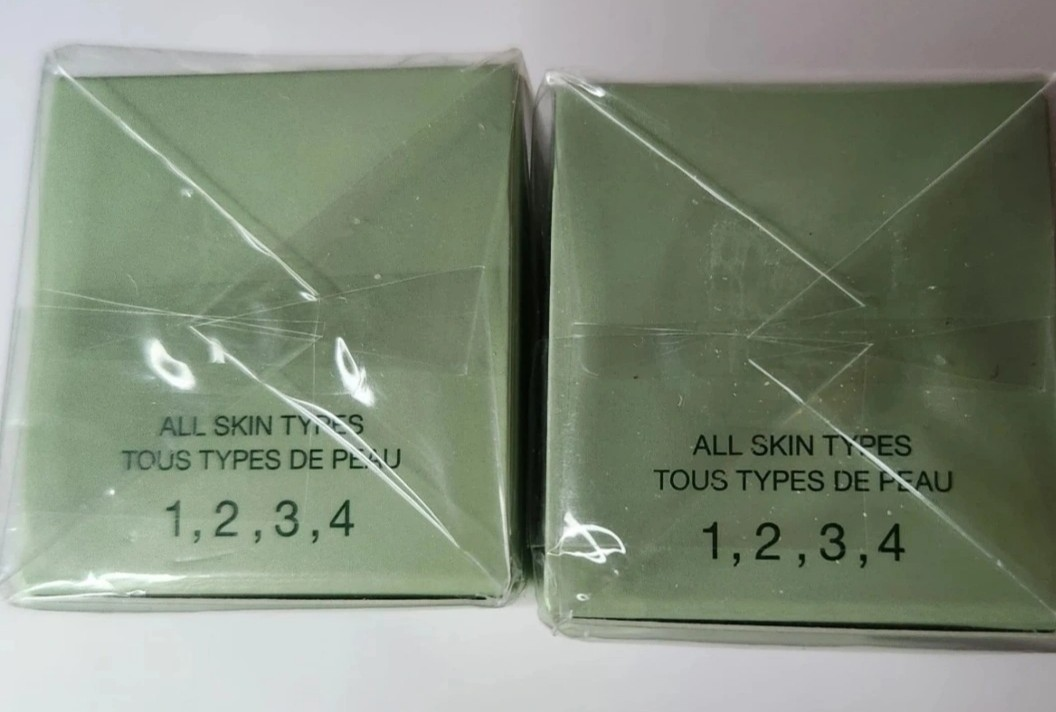 ALL SKIN TYPES
TOUS TYPES DE PEAU
1,2,3,4
ALL SKIN TYPES
TOUS TYPES DE PEAU
1,2,3,4